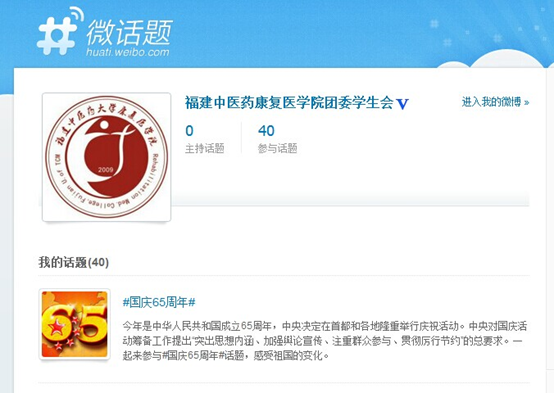 微话题
huati.weibo.com
福建中医药康复医学院团委学生会
进入我的微博 »
0
40
主持话题
参与话题
福建中医药大学康复医学院
2009
Rehabilitation Med. College, Fujian U of TCM
我的话题(40)
65
#国庆65周年#
今年是中华人民共和国成立65周年，中央决定在首都和各地隆重举行庆祝活动。中央对国庆活
动筹备工作提出“突出思想内涵、加强舆论宣传、注重群众参与、贯彻厉行节约”的总要求。一
起来参与#国庆65周年#话题，感受祖国的变化。